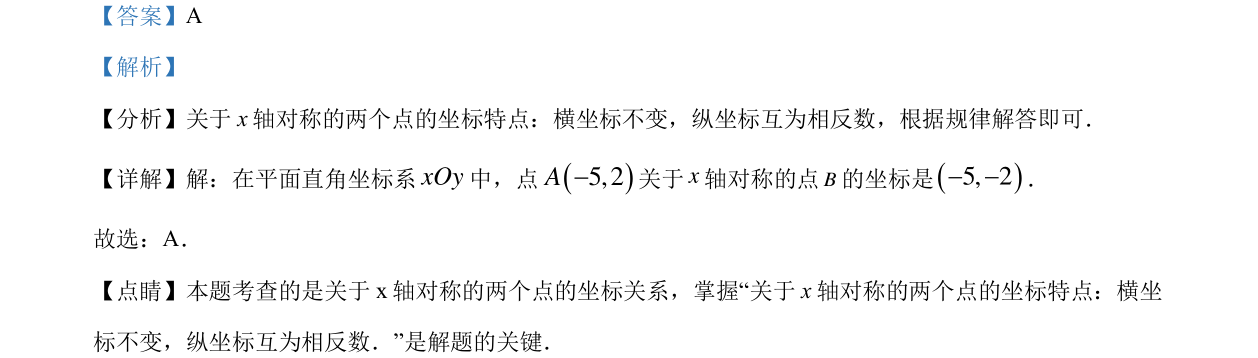 【答案】A
【解析】
【分析】关于 x 轴对称的两个点的坐标特点：横坐标不变，纵坐标互为相反数，根据规律解答即可．
【详解】解：在平面直角坐标系 xOy 中，点 A(−5,2) 关于 x 轴对称的点 B 的坐标是 (−5,−2)．
故选：A．
【点睛】本题考查的是关于 x 轴对称的两个点的坐标关系，掌握“关于 x 轴对称的两个点的坐标特点：横坐
标不变，纵坐标互为相反数．”是解题的关键．